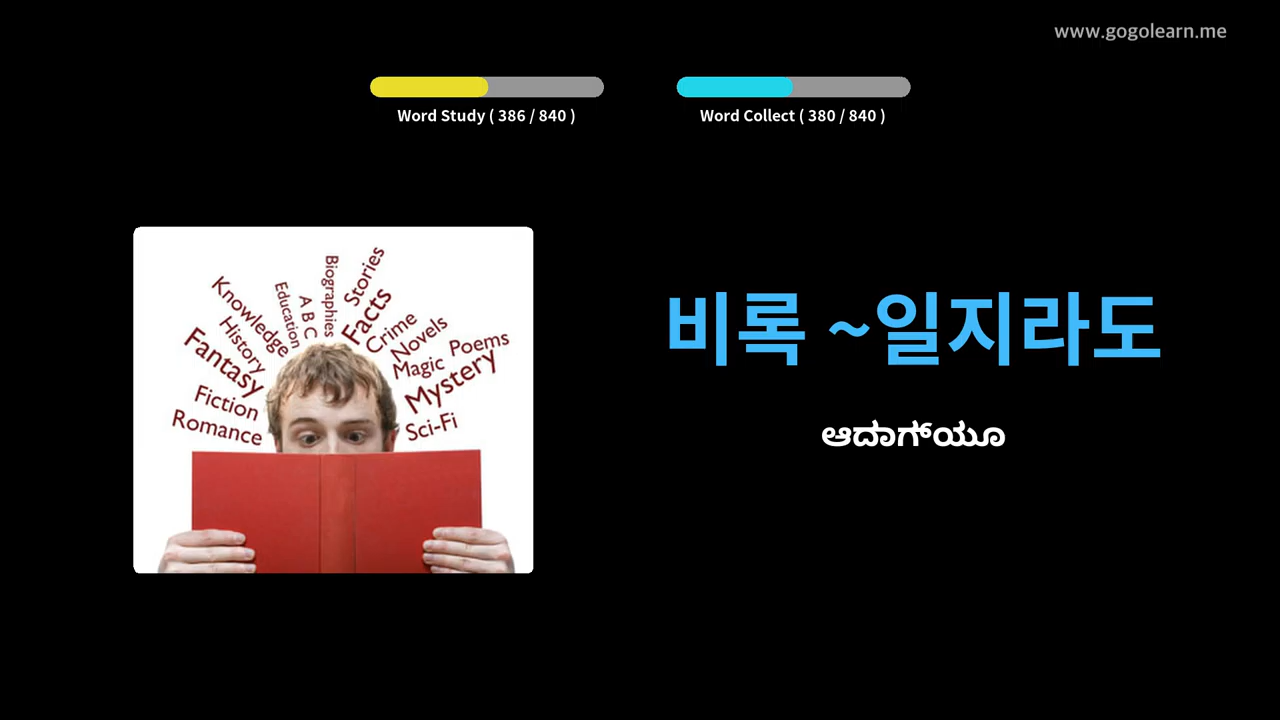 www.gogolearn.me
Word Study ( 386 / 840 )
Word Collect ( 380 / 840 )
Knowledge
Education
A B C
Biographies
Stories
Facts
Crime
Novels
Poems
History
Fantasy
Magic
Mystery
Fiction
Romance
Sci-Fi
비록 ~일지라도
ಆದಾಗ್‌ಯೂ